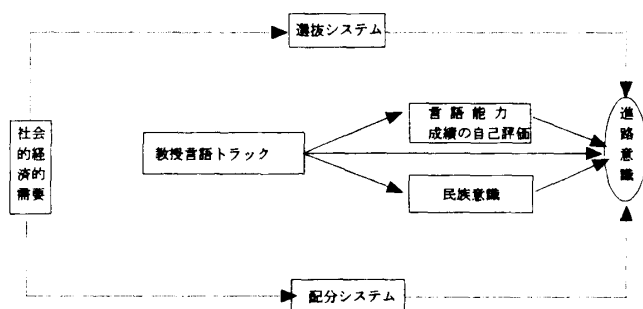 選抜システム
社会
的経
済的
需要
教授言語トラック
言語能力
成績の自己評価
民族意識
進路意識
配分システム